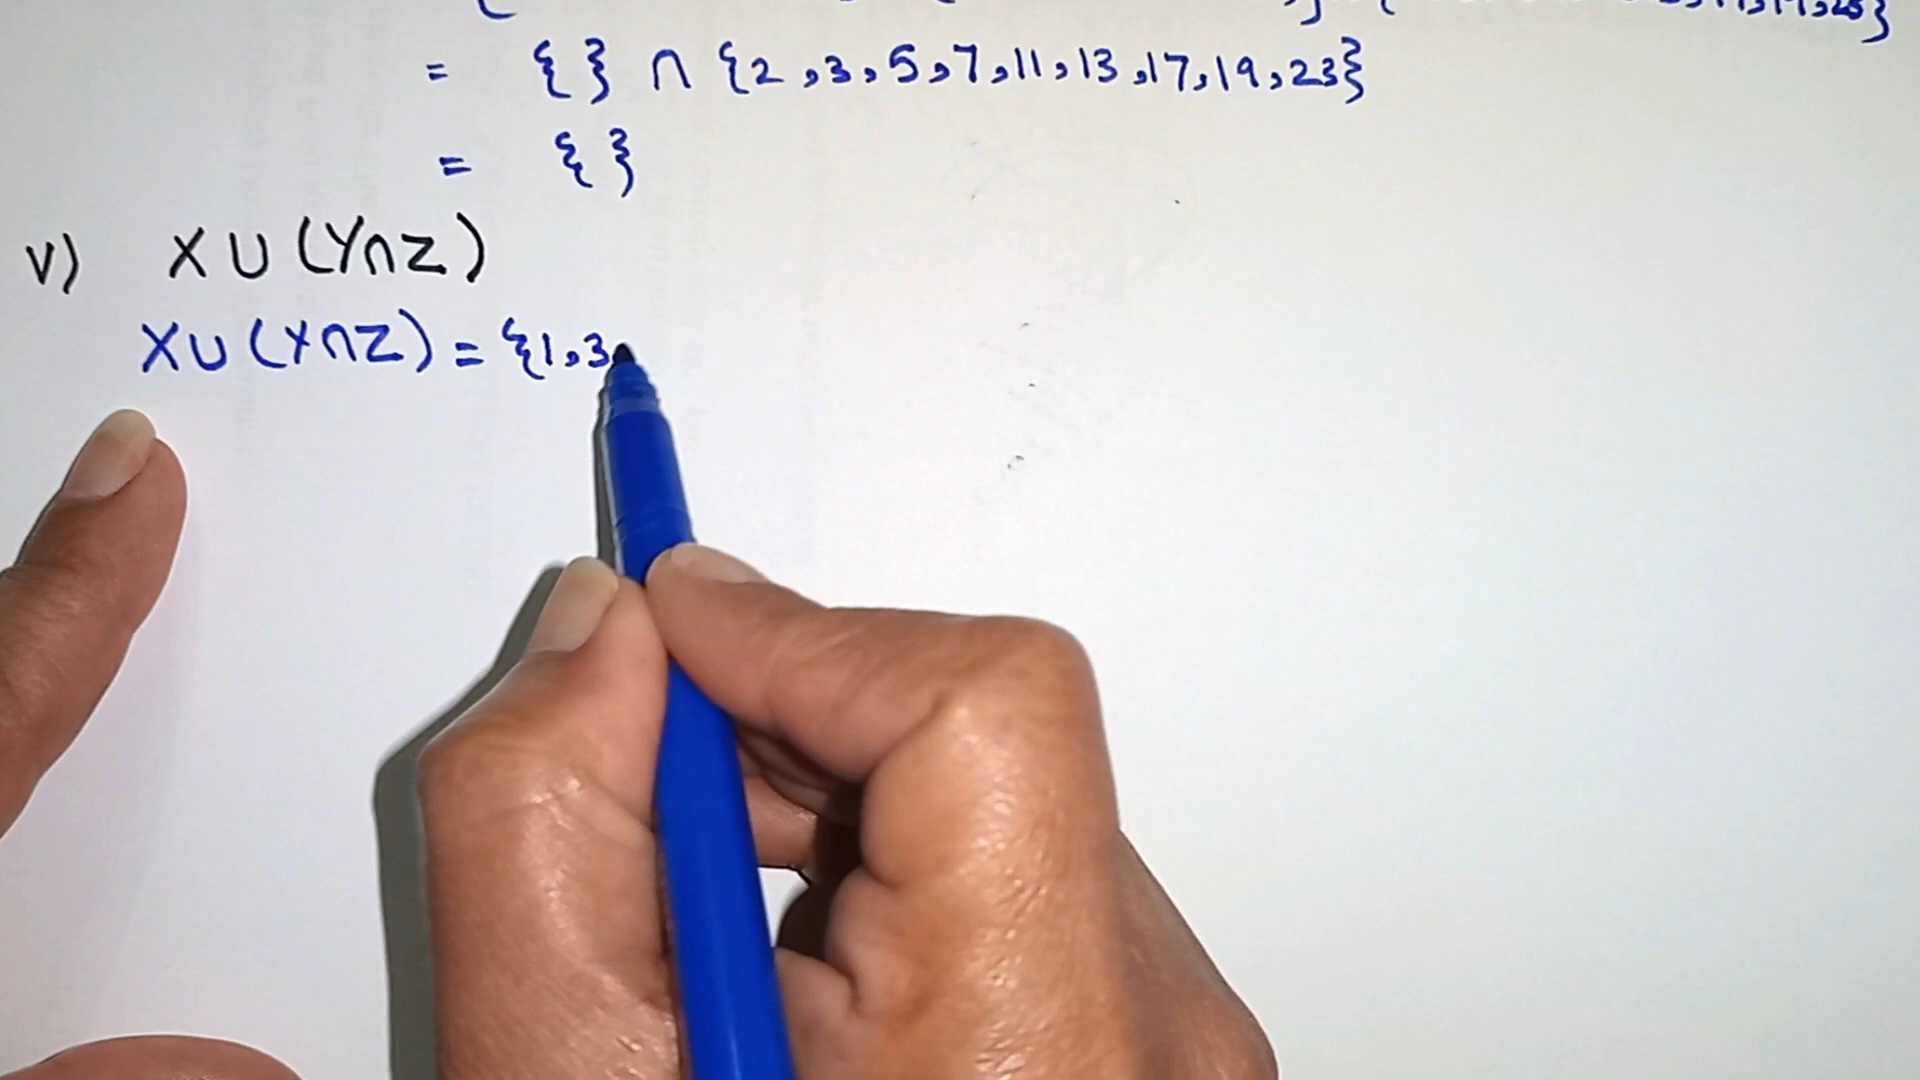 = { } ∩ {2,3,5,7,11,13,17,19,23}
= { }
v) X∪(Y∩Z)
X∪(Y∩Z) = {1,3,